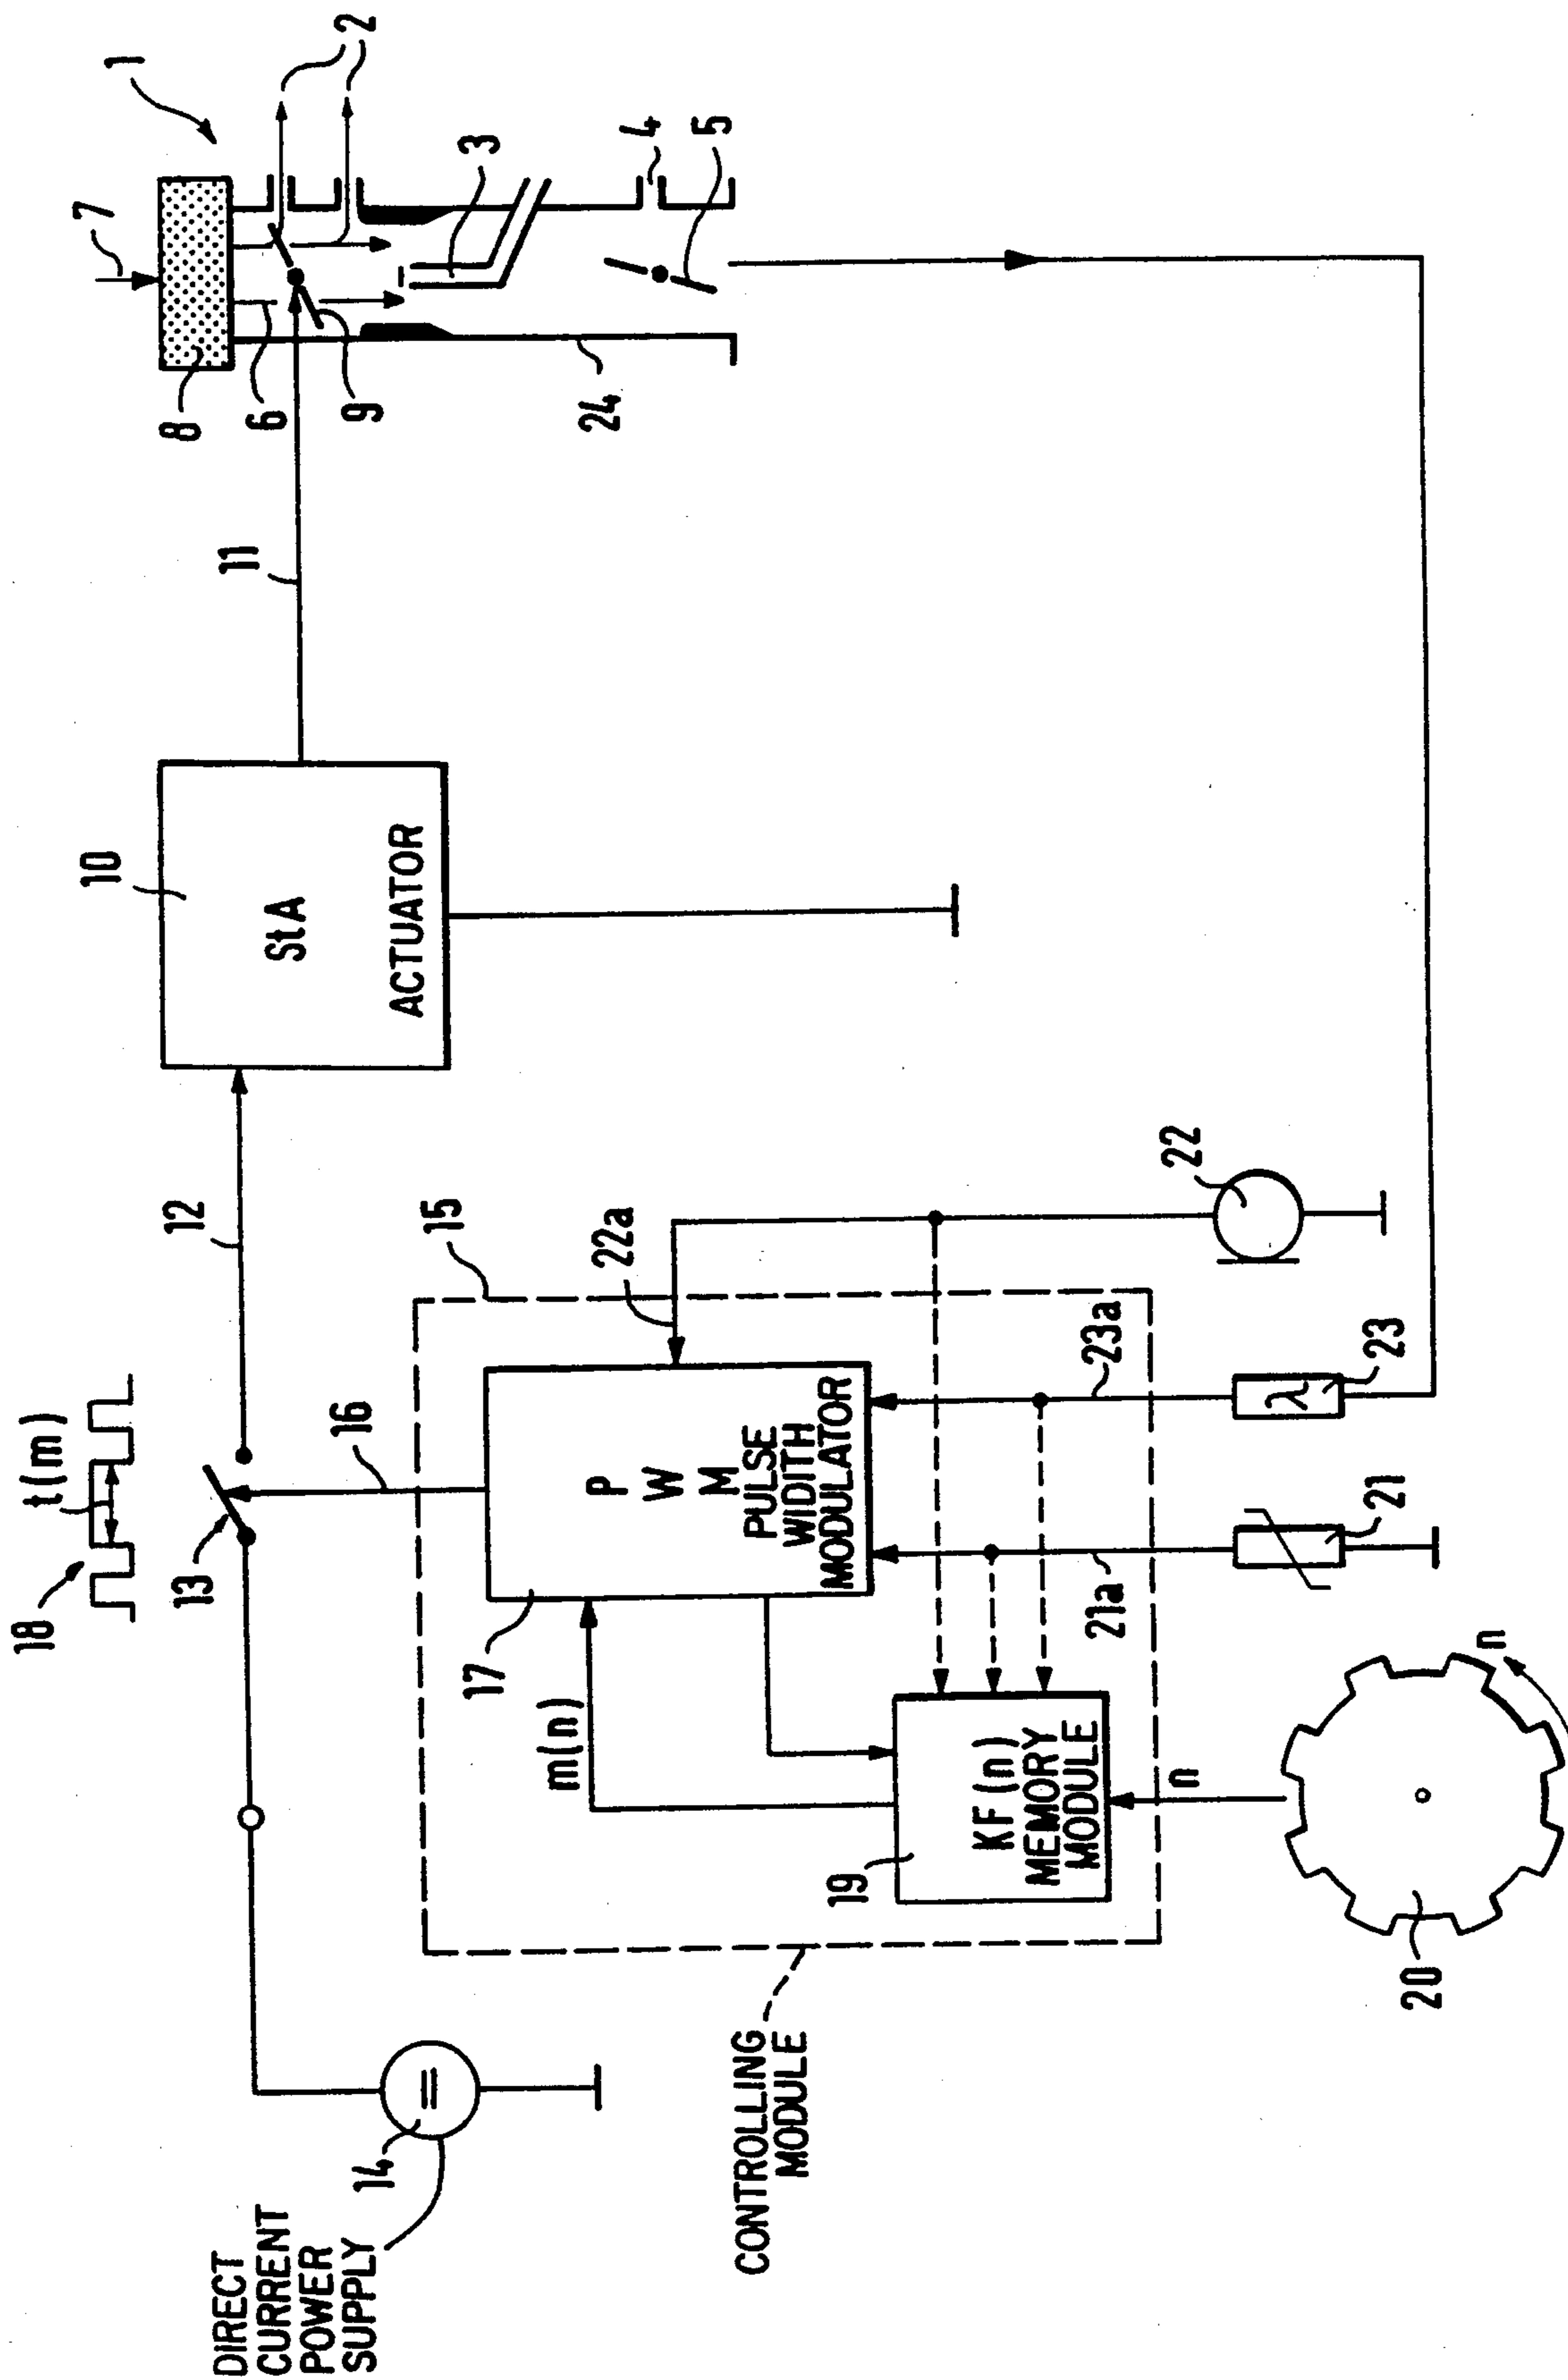 1
7
2
8
6
9
3
4
5
24
11
10
StA
ACTUATOR
12
18
t(m)
13
16
15
22a
22
17
P
W
M
PULSE
WIDITH
MODULATOR
m(n)
23a
λ
23
21a
21
19
KF(n)
MEMORY
MODULE
n
n
20
=
14
DIRECT
CURRENT
POWER
SUPPLY
CONTROLLING
MODULE